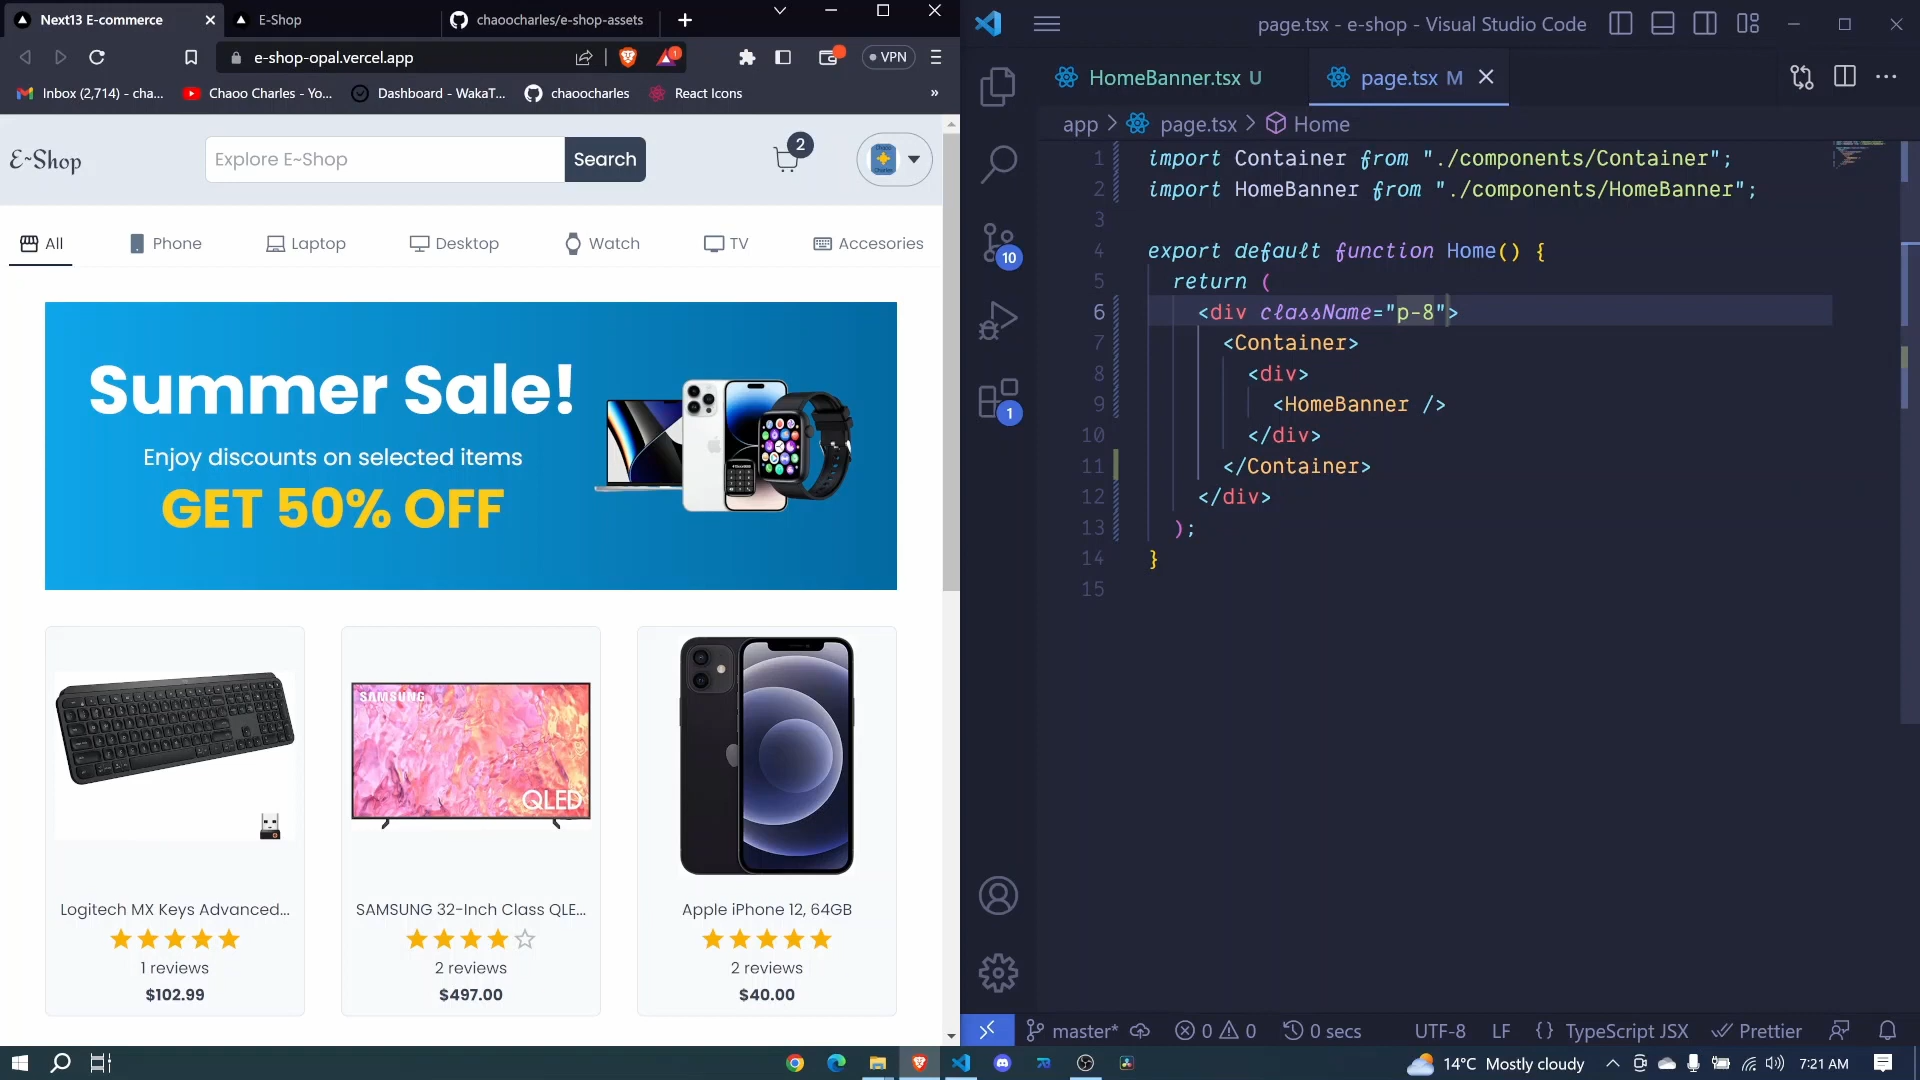 Next13 E-commerce
E-Shop
chaoocharles/e-shop-assets
e-shop-opal.vercel.app
1
VPN
Inbox (2,714) - cha...
Chaoo Charles - Yo...
Dashboard - WakaT...
chaoocharles
React Icons
»
E~Shop
Explore E~Shop
Search
2
All
Phone
Laptop
Desktop
Watch
TV
Accesories
Summer Sale!
Enjoy discounts on selected items
GET 50% OFF
SAMSUNG
QLED
Logitech MX Keys Advanced...
1 reviews
$102.99
SAMSUNG 32-Inch Class QLE...
2 reviews
$497.00
Apple iPhone 12, 64GB
2 reviews
$40.00
page.tsx - e-shop - Visual Studio Code
HomeBanner.tsx U
page.tsx M
app > page.tsx > Home
10
1
1 import Container from "./components/Container";
2 import HomeBanner from "./components/HomeBanner";
3
4 export default function Home() {
5 return (
6 <div className="p-8">
7 <Container>
8 <div>
9 <HomeBanner />
10 </div>
11 </Container>
12 </div>
13 );
14 }
15
master*
0
0
0 secs
UTF-8
LF
{} TypeScript JSX
Prettier
14°C Mostly cloudy
7:21 AM